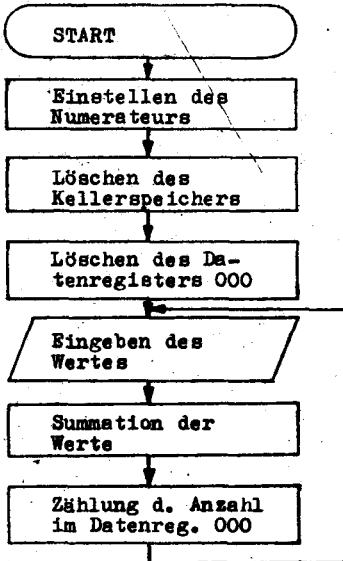 START
Einstellen des
Numerateurs
Löschen des
Kellerspeichers
Löschen des Da-
tenregisters 000
Eingeben des
Wertes
Summation der
Werte
Zählung d. Anzahl
im Datenreg. 000